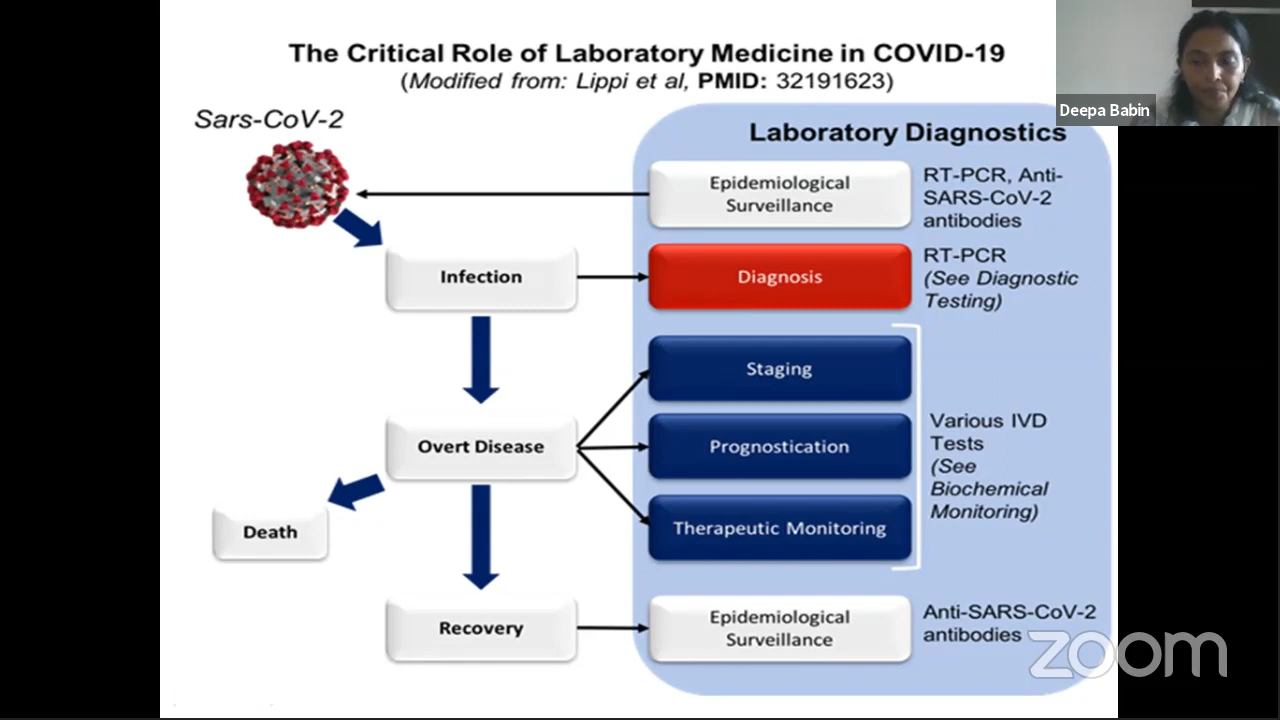 The Critical Role of Laboratory Medicine in COVID-19
(Modified from: Lippi et al, PMID: 32191623)
Deepa Babin
Sars-CoV-2
Laboratory Diagnostics
Epidemiological
Surveillance
RT-PCR, Anti-
SARS-CoV-2
antibodies
Infection
Diagnosis
RT-PCR
(See Diagnostic
Testing)
Staging
Overt Disease
Prognostication
Various IVD
Tests
(See
Biochemical
Monitoring)
Death
Therapeutic Monitoring
Recovery
Epidemiological
Surveillance
Anti-SARS-CoV-2
antibodies
zoom